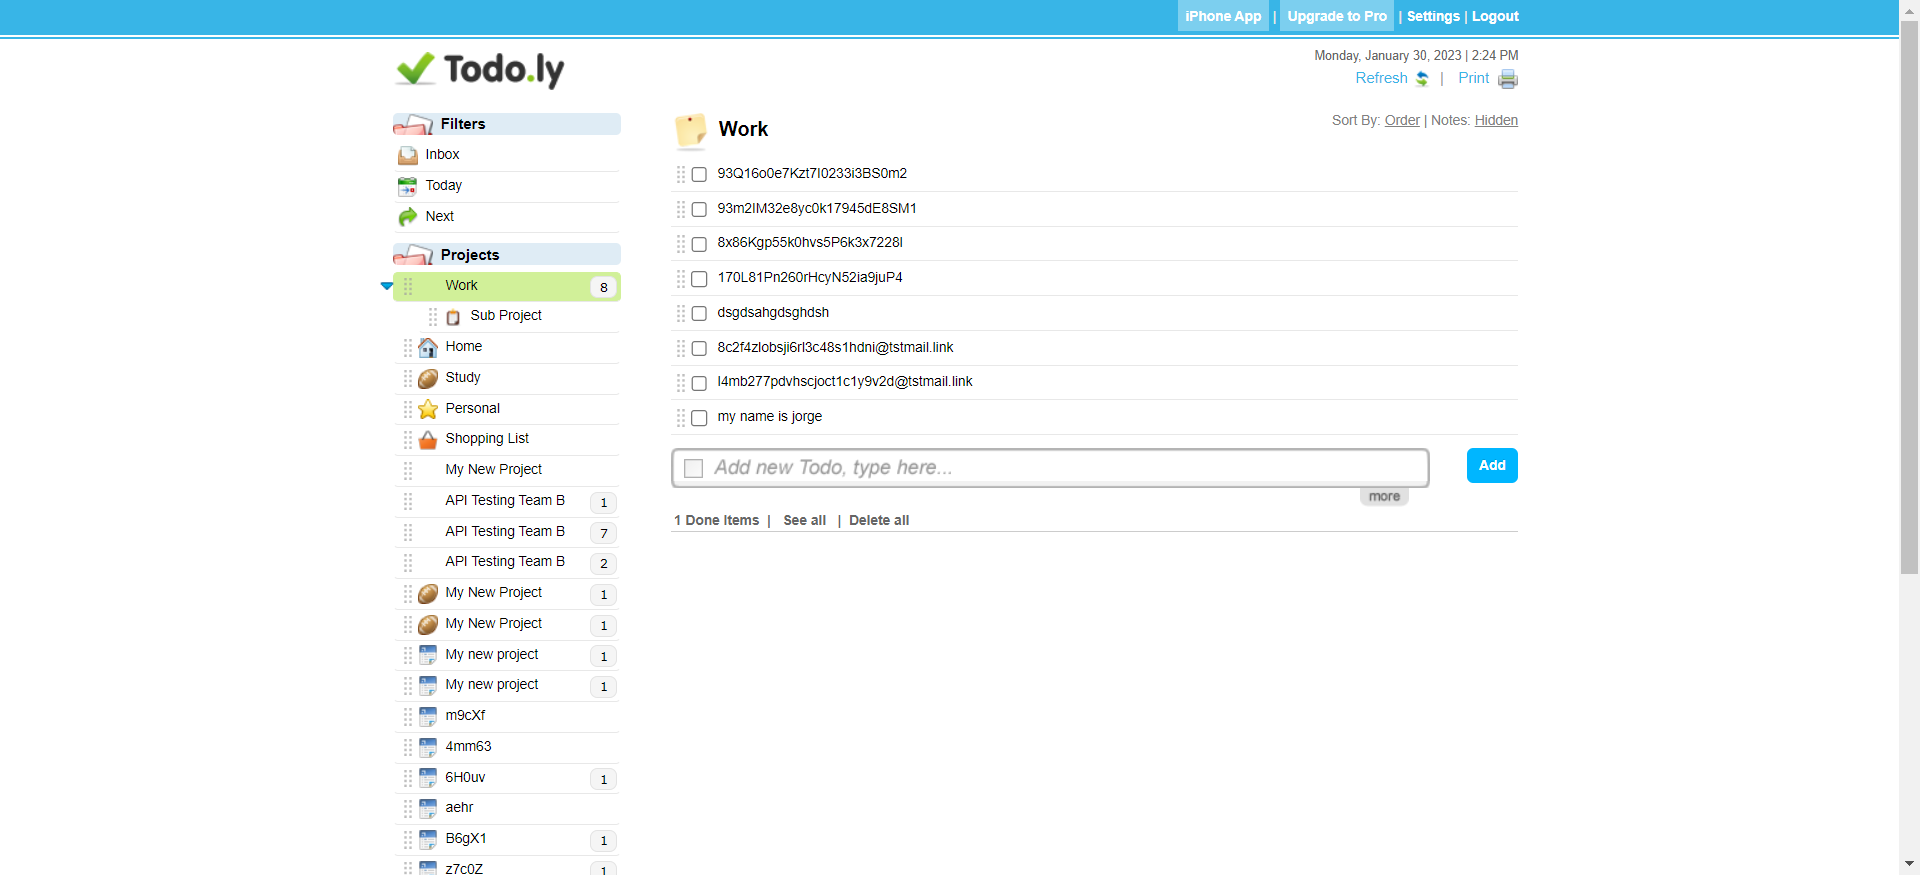 iPhone App | Upgrade to Pro | Settings | Logout
Todo.ly
Monday, January 30, 2023 | 2:24 PM
Refresh | Print
Filters
Inbox
Today
Next
Projects
Work 8
Sub Project
Home
Study
Personal
Shopping List
My New Project
API Testing Team B 1
API Testing Team B 7
API Testing Team B 2
My New Project 1
My New Project 1
My new project 1
My new project 1
m9cXf
4mm63
6H0uv 1
aehr
B6gX1 1
z7c0Z 1
Work
Sort By: Order | Notes: Hidden
93Q16o0e7Kzt7I0233i3BS0m2
93m2IM32e8yc0k17945dE8SM1
8x86Kgp55k0hvs5P6k3x7228I
170L81Pn260rHcyN52ia9juP4
dsgdsahgdsghdsh
8c2f4zlobsji6rl3c48s1hdni@tstmail.link
l4mb277pdvhscjoct1c1y9v2d@tstmail.link
my name is jorge
Add new Todo, type here...
Add
more
1 Done Items | See all | Delete all